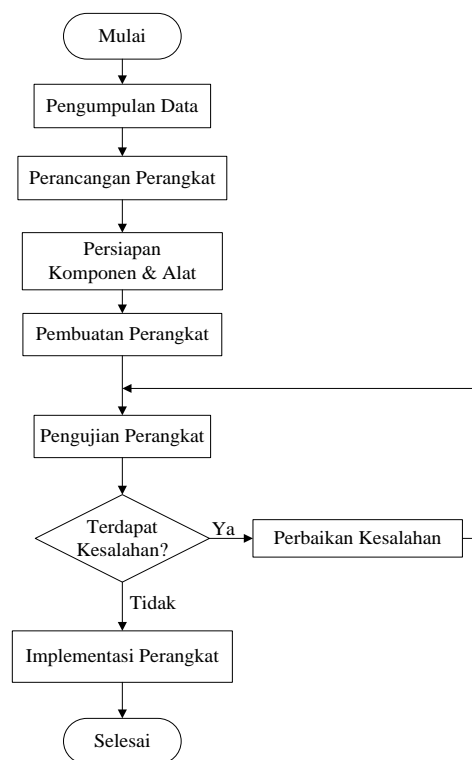 Mulai
Pengumpulan Data
Perancangan Perangkat
Persiapan
Komponen & Alat
Pembuatan Perangkat
Pengujian Perangkat
Terdapat
Kesalahan?
Ya
Perbaikan Kesalahan
Tidak
Implementasi Perangkat
Selesai